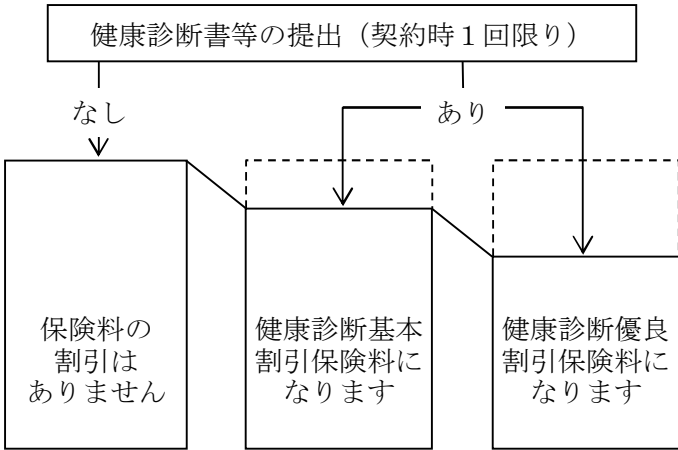 健康診断書等の提出（契約時１回限り）
なし
あり
保険料の
割引は
ありません
健康診断基本
割引保険料に
なります
健康診断優良
割引保険料に
なります